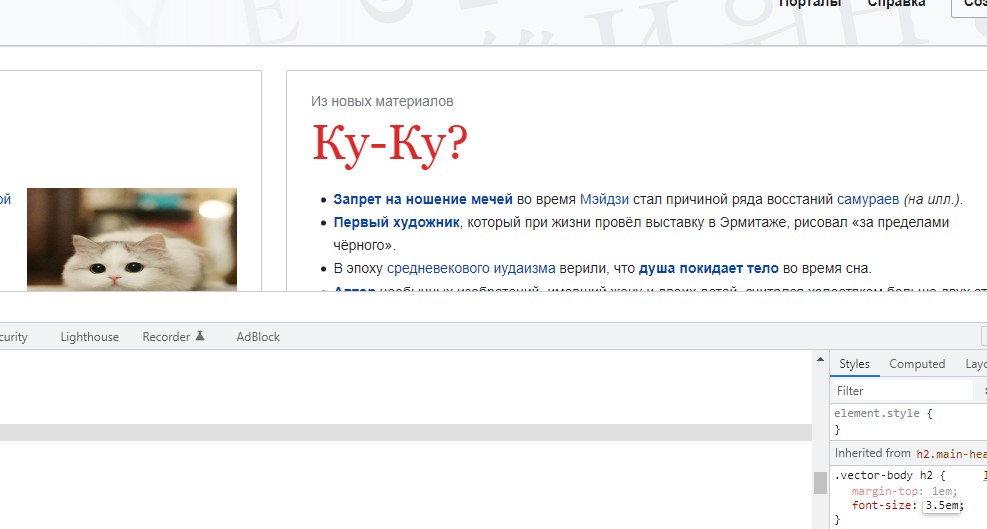 Порталы Справка
Из новых материалов
Ку-Ку?
ой
Запрет на ношение мечей во время Мэйдзи стал причиной ряда восстаний самураев (на илл.).
Первый художник, который при жизни провёл выставку в Эрмитаже, рисовал «за пределами
чёрного».
В эпоху средневекового иудаизма верили, что душа покидает тело во время сна.
curity Lighthouse Recorder AdBlock
Styles Computed Layo
Filter
element.style {
}
Inherited from h2.main-hea
.vector-body h2 {
margin-top: 1em;
font-size: 3.5em;
}